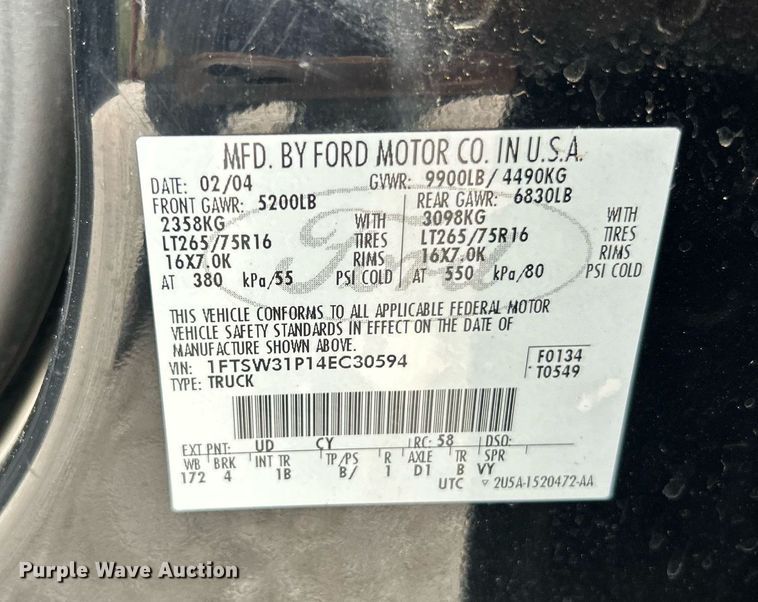 MFD. BY FORD MOTOR CO. IN U.S.A.
DATE: 02/04 GVWR: 9900LB/ 4490KG
FRONT GAWR: 5200LB REAR GAWR: 6830LB
2358KG WITH 3098KG WITH
LT265/75R16 TIRES LT265/75R16 TIRES
16X7.0K RIMS 16X7.0K RIMS
AT 380 kPa/55 PSI COLD AT 550 kPa/80 PSI COLD
Ford
THIS VEHICLE CONFORMS TO ALL APPLICABLE FEDERAL MOTOR
VEHICLE SAFETY STANDARDS IN EFFECT ON THE DATE OF
MANUFACTURE SHOWN ABOVE.
VIN: 1FTSW31P14EC30594 F0134
TYPE: TRUCK T0549
EXT PNT: UD CY RC: 58 DSO:
WB BRK INT TR TP/PS R AXLE TR SPR
172 4 1B B/ 1 D1 B VY
UTC ▽ 2U5A-1520472-AA
Purple Wave Auction